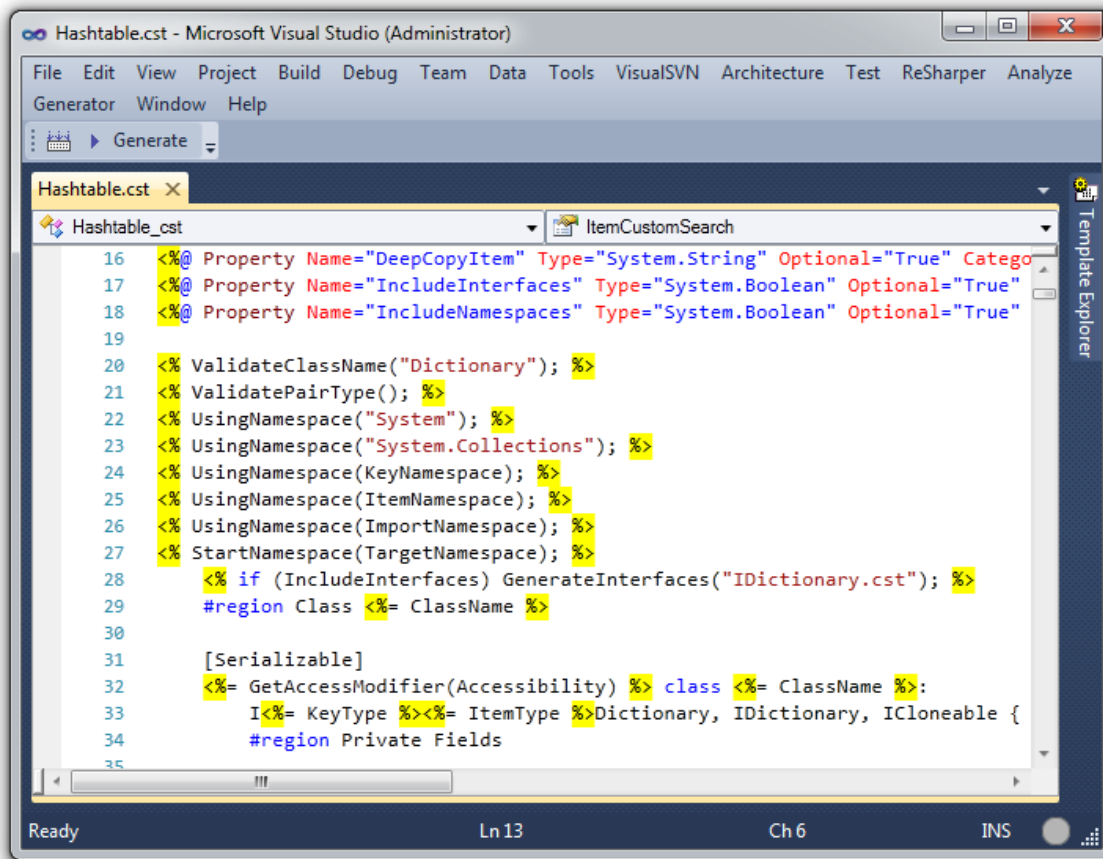 Hashtable.cst - Microsoft Visual Studio (Administrator)
File Edit View Project Build Debug Team Data Tools VisualSVN Architecture Test ReSharper Analyze
Generator Window Help
Generate
Hashtable.cst
Hashtable_cst ItemCustomSearch
16 <%@ Property Name="DeepCopyItem" Type="System.String" Optional="True" Catego
17 <%@ Property Name="IncludeInterfaces" Type="System.Boolean" Optional="True"
18 <%@ Property Name="IncludeNamespaces" Type="System.Boolean" Optional="True"
19
20 <% ValidateClassName("Dictionary"); %>
21 <% ValidatePairType(); %>
22 <% UsingNamespace("System"); %>
23 <% UsingNamespace("System.Collections"); %>
24 <% UsingNamespace(KeyNamespace); %>
25 <% UsingNamespace(ItemNamespace); %>
26 <% UsingNamespace(ImportNamespace); %>
27 <% StartNamespace(TargetNamespace); %>
28 <% if (IncludeInterfaces) GenerateInterfaces("IDictionary.cst"); %>
29 #region Class <%= ClassName %>
30
31 [Serializable]
32 <%= GetAccessModifier(Accessibility) %> class <%= ClassName %>:
33 I<%= KeyType %><%= ItemType %>Dictionary, IDictionary, ICloneable {
34 #region Private Fields
35
Template Explorer
Ready Ln 13 Ch 6 INS